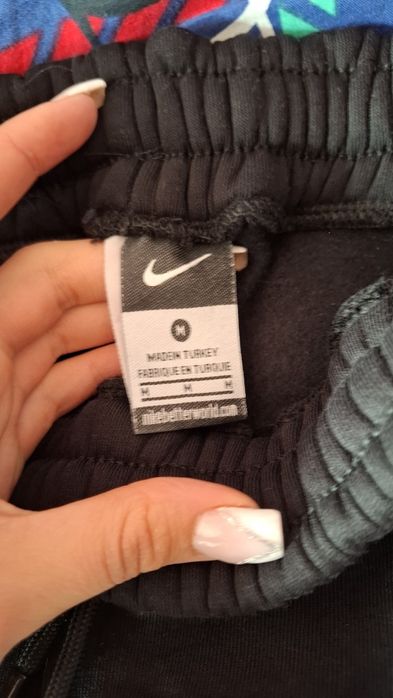 M
MADE IN TURKEY
FABRIQUE EN TURQUIE
M M M
nikebetterworld.com